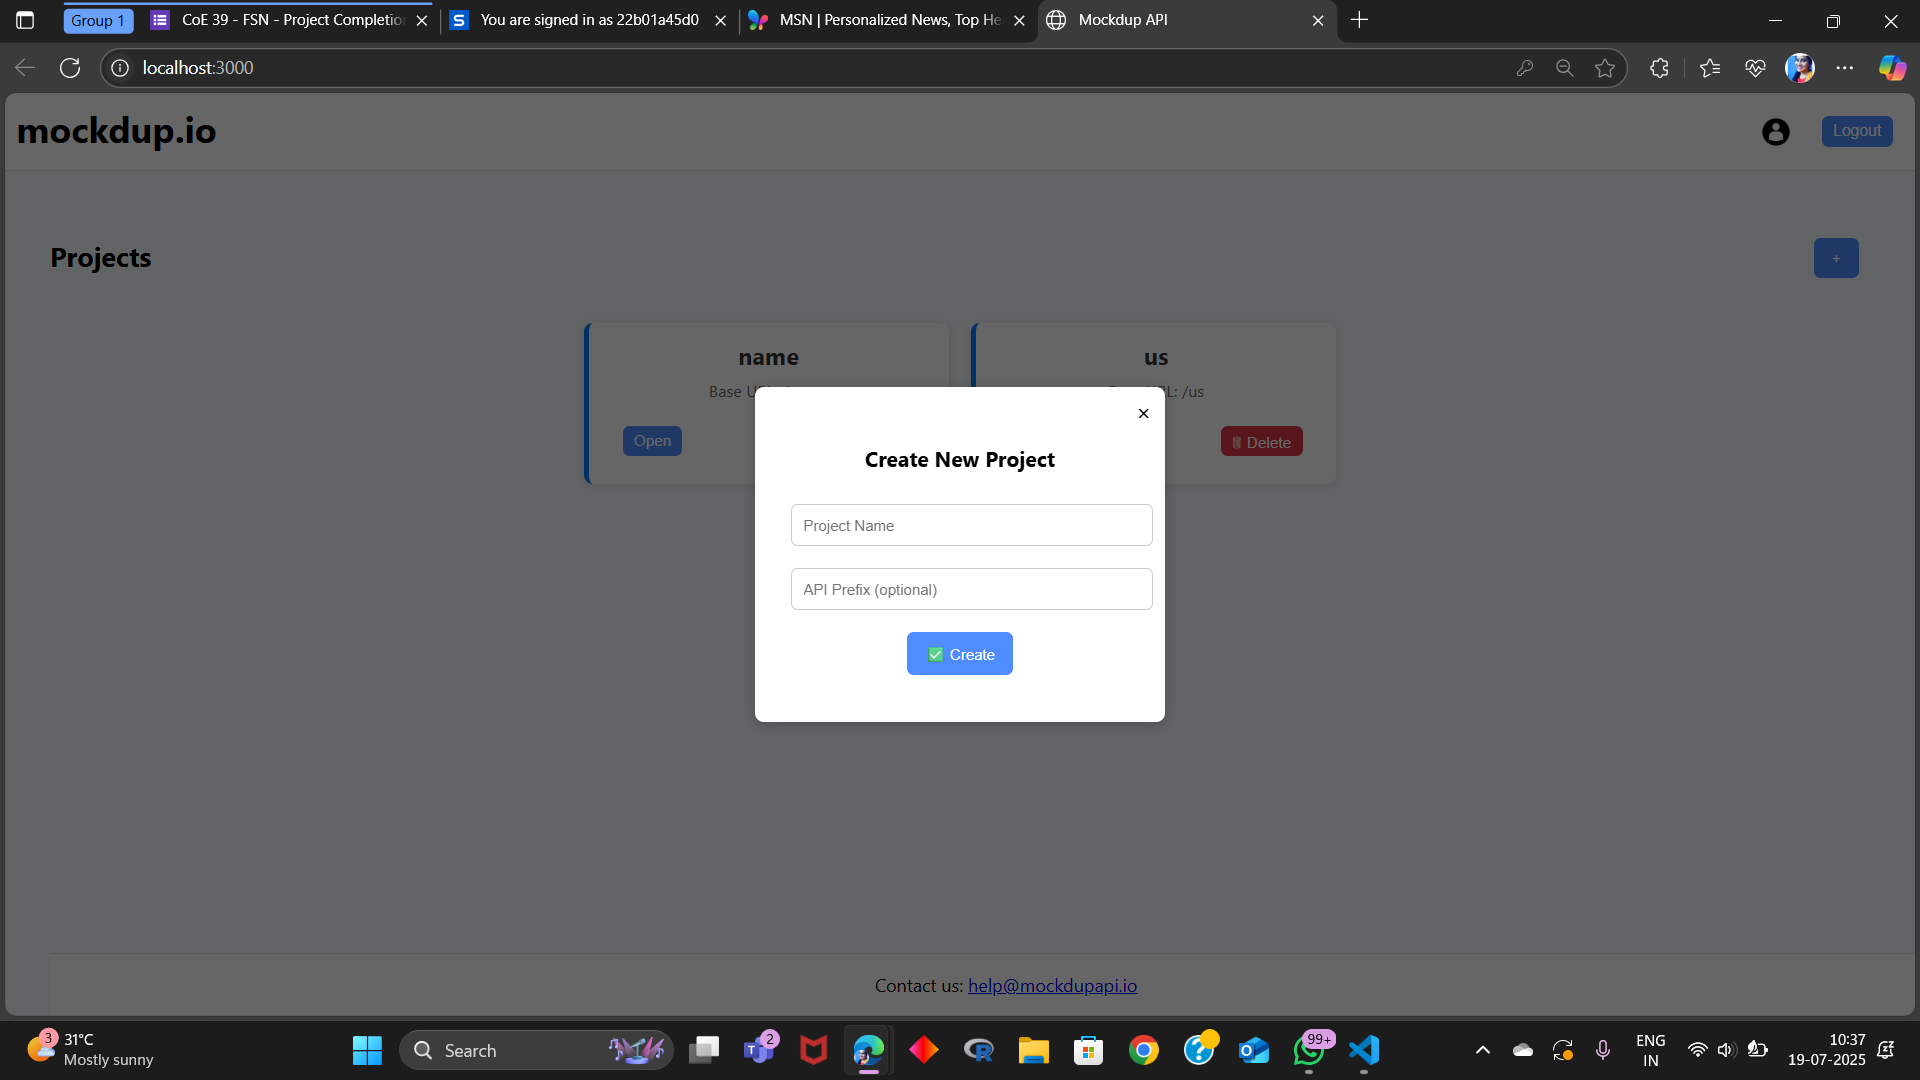 Group 1
CoE 39 - FSN - Project Completio
You are signed in as 22b01a45d0
MSN | Personalized News, Top He
Mockdup API
localhost:3000
mockdup.io
Logout
Projects
+
name
us
Base U
L: /us
Open
Delete
Create New Project
Project Name
API Prefix (optional)
✅ Create
Contact us: help@mockdupapi.io
3
31°C
Mostly sunny
Search
2
99+
ENG
IN
10:37
19-07-2025